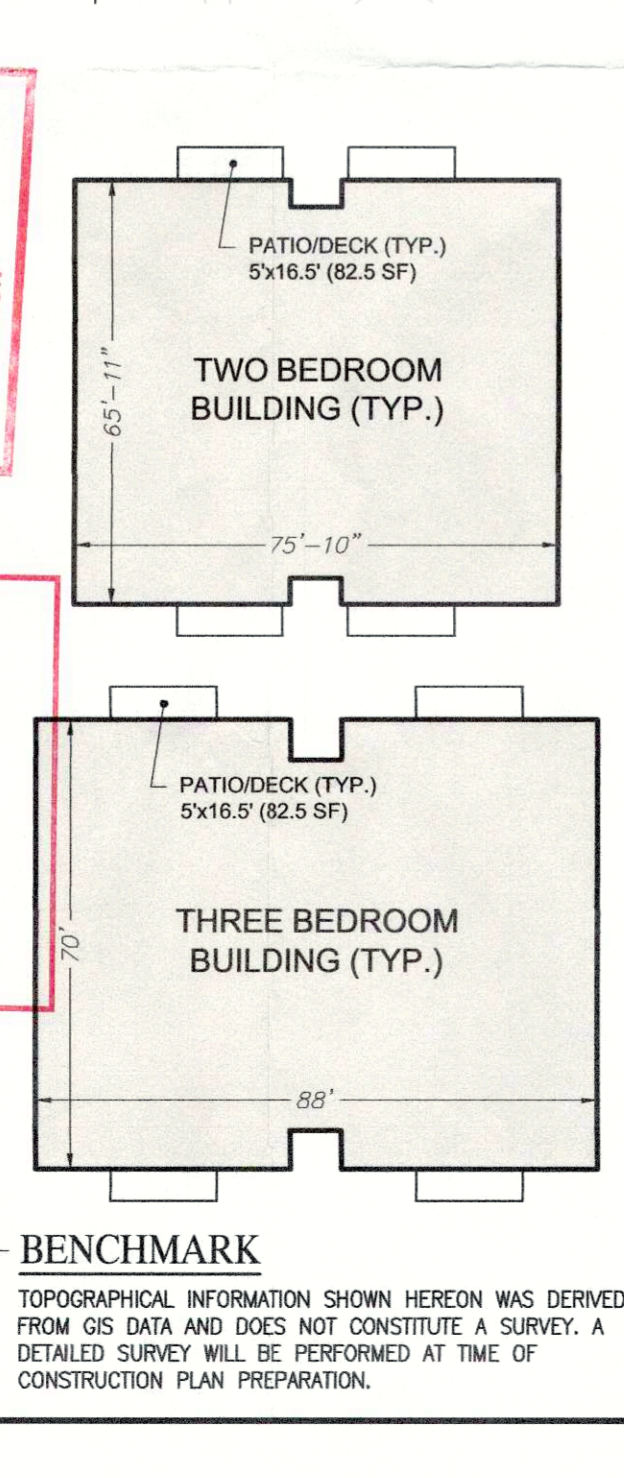 PATIO/DECK (TYP.)
5'x16.5' (82.5 SF)
65'-11"
TWO BEDROOM
BUILDING (TYP.)
75'-10"
PATIO/DECK (TYP.)
5'x16.5' (82.5 SF)
THREE BEDROOM
BUILDING (TYP.)
70'
88'
BENCHMARK
TOPOGRAPHICAL INFORMATION SHOWN HEREON WAS DERIVED
FROM GIS DATA AND DOES NOT CONSTITUTE A SURVEY. A
DETAILED SURVEY WILL BE PERFORMED AT TIME OF
CONSTRUCTION PLAN PREPARATION.